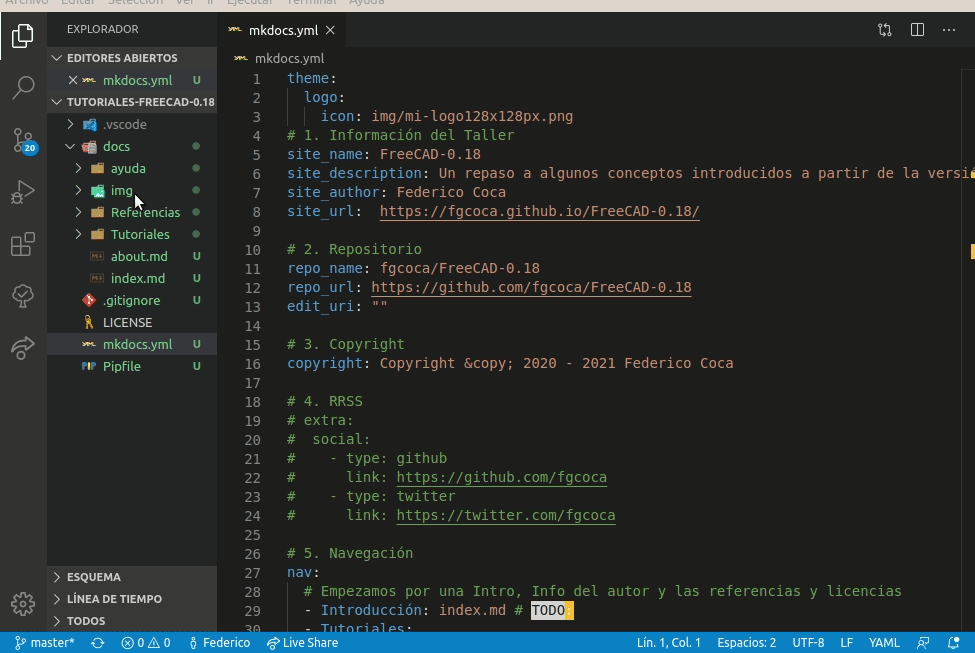 Archivo Editar Selección Ver Ir Ejecutar Terminal Ayuda
EXPLORADOR
EDITORES ABIERTOS
mkdocs.yml U
TUTORIALES-FREECAD-0.18
.vscode
docs
ayuda
img
Referencias
Tutoriales
about.md U
index.md U
.gitignore U
LICENSE
mkdocs.yml U
Pipfile U
ESQUEMA
LÍNEA DE TIEMPO
TODOS
20
mkdocs.yml
mkdocs.yml
1 theme:
2 logo:
3 icon: img/mi-logo128x128px.png
4 # 1. Información del Taller
5 site_name: FreeCAD-0.18
6 site_description: Un repaso a algunos conceptos introducidos a partir de la versió
7 site_author: Federico Coca
8 site_url: https://fgcoca.github.io/FreeCAD-0.18/
9
10 # 2. Repositorio
11 repo_name: fgcoca/FreeCAD-0.18
12 repo_url: https://github.com/fgcoca/FreeCAD-0.18
13 edit_uri: ""
14
15 # 3. Copyright
16 copyright: Copyright &copy; 2020 - 2021 Federico Coca
17
18 # 4. RRSS
19 # extra:
20 # social:
21 # - type: github
22 # link: https://github.com/fgcoca
23 # - type: twitter
24 # link: https://twitter.com/fgcoca
25
26 # 5. Navegación
27 nav:
28 # Empezamos por una Intro, Info del autor y las referencias y licencias
29 - Introducción: index.md # TODO:
30 - Tutoriales:
master* 0 0 Federico Live Share Lín. 1, Col. 1 Espacios: 2 UTF-8 LF YAML